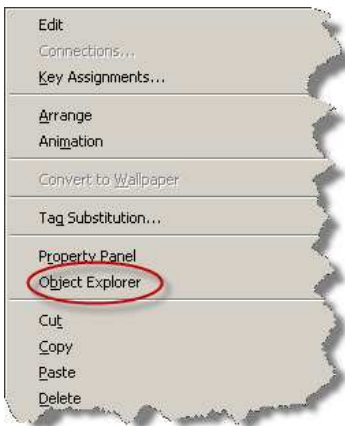 Edit
Connections...
Key Assignments...
Arrange
Animation
Convert to Wallpaper
Tag Substitution...
Property Panel
Object Explorer
Cut
Copy
Paste
Delete